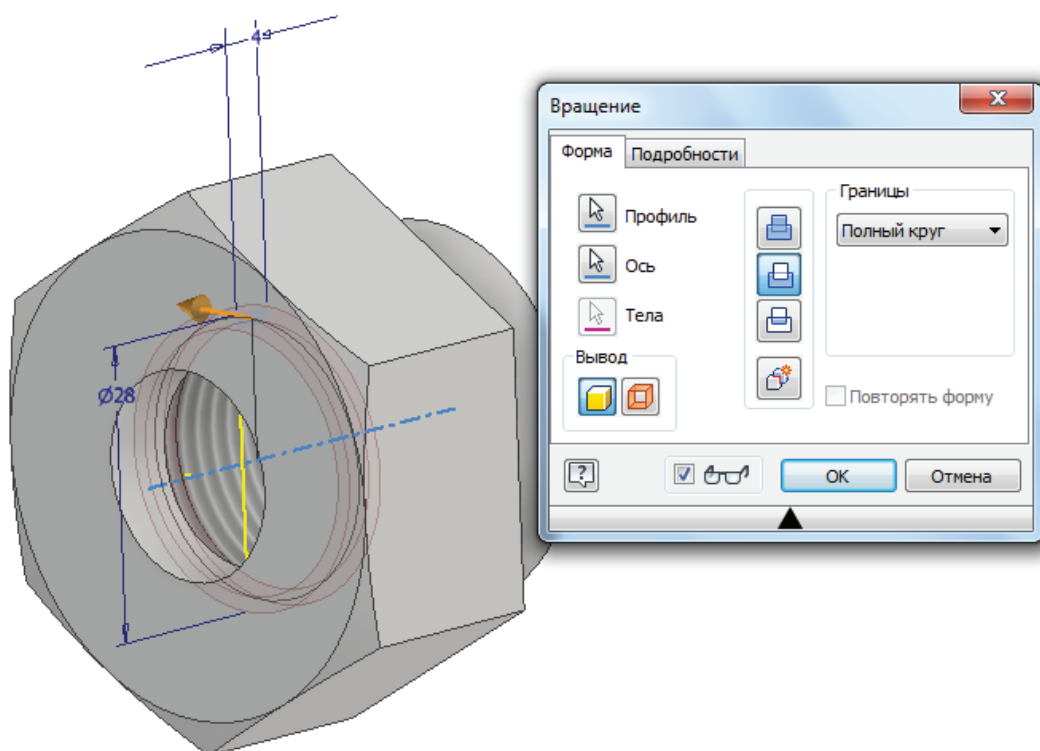 4
Ø28
Вращение
Форма
Подробности
Профиль
Ось
Тела
Вывод
Границы
Полный круг
Повторять форму
?
OK
Отмена